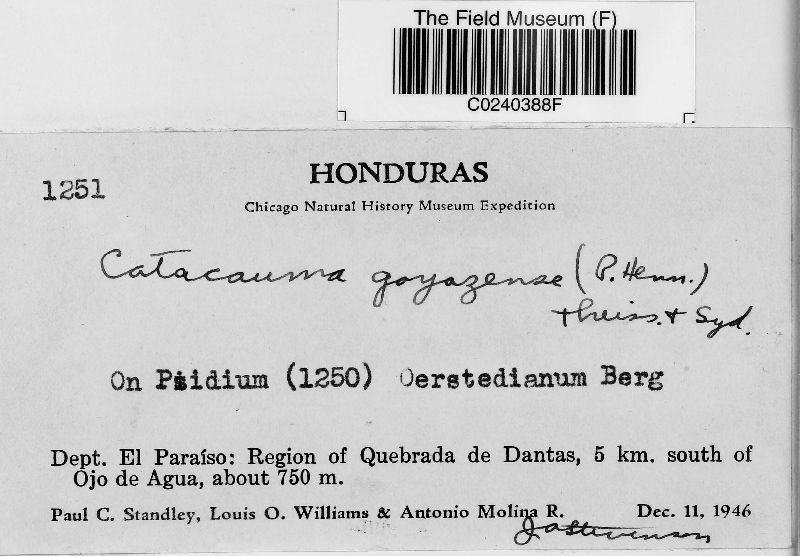 The Field Museum (F)
C0240388F
HONDURAS
1251
Chicago Natural History Museum Expedition
Catacauma goyazense (P. Henn.)
Theiss. & Syd.
On Psidium (1250) Oerstedianum Berg
Dept. El Paraíso: Region of Quebrada de Dantas, 5 km. south of
Ojo de Agua, about 750 m.
Paul C. Standley, Louis O. Williams & Antonio Molina R. Dec. 11, 1946
JaStevenson